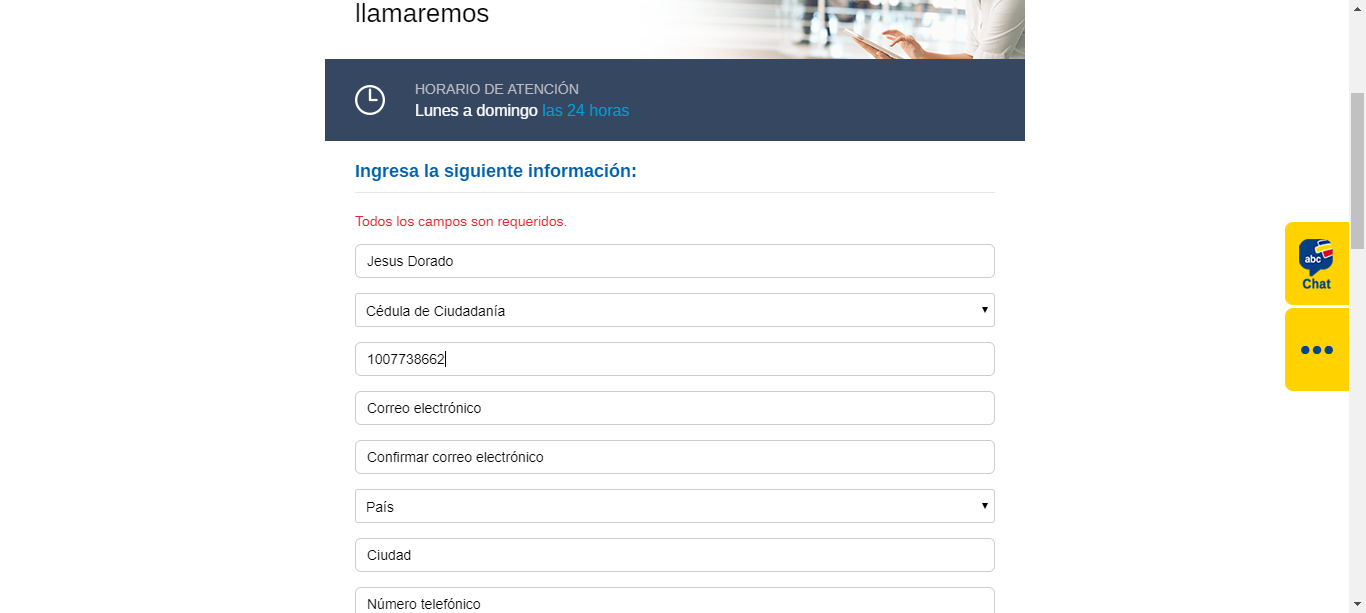 llamaremos
HORARIO DE ATENCIÓN
Lunes a domingo las 24 horas
Ingresa la siguiente información:
Todos los campos son requeridos.
Jesus Dorado
Cédula de Ciudadanía
1007738662
Correo electrónico
Confirmar correo electrónico
País
Ciudad
Número telefónico
abc
Chat